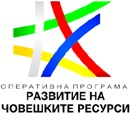 ОПЕРАТИВНА ПРОГРАМА
РАЗВИТИЕ НА
ЧОВЕШКИТЕ РЕСУРСИ